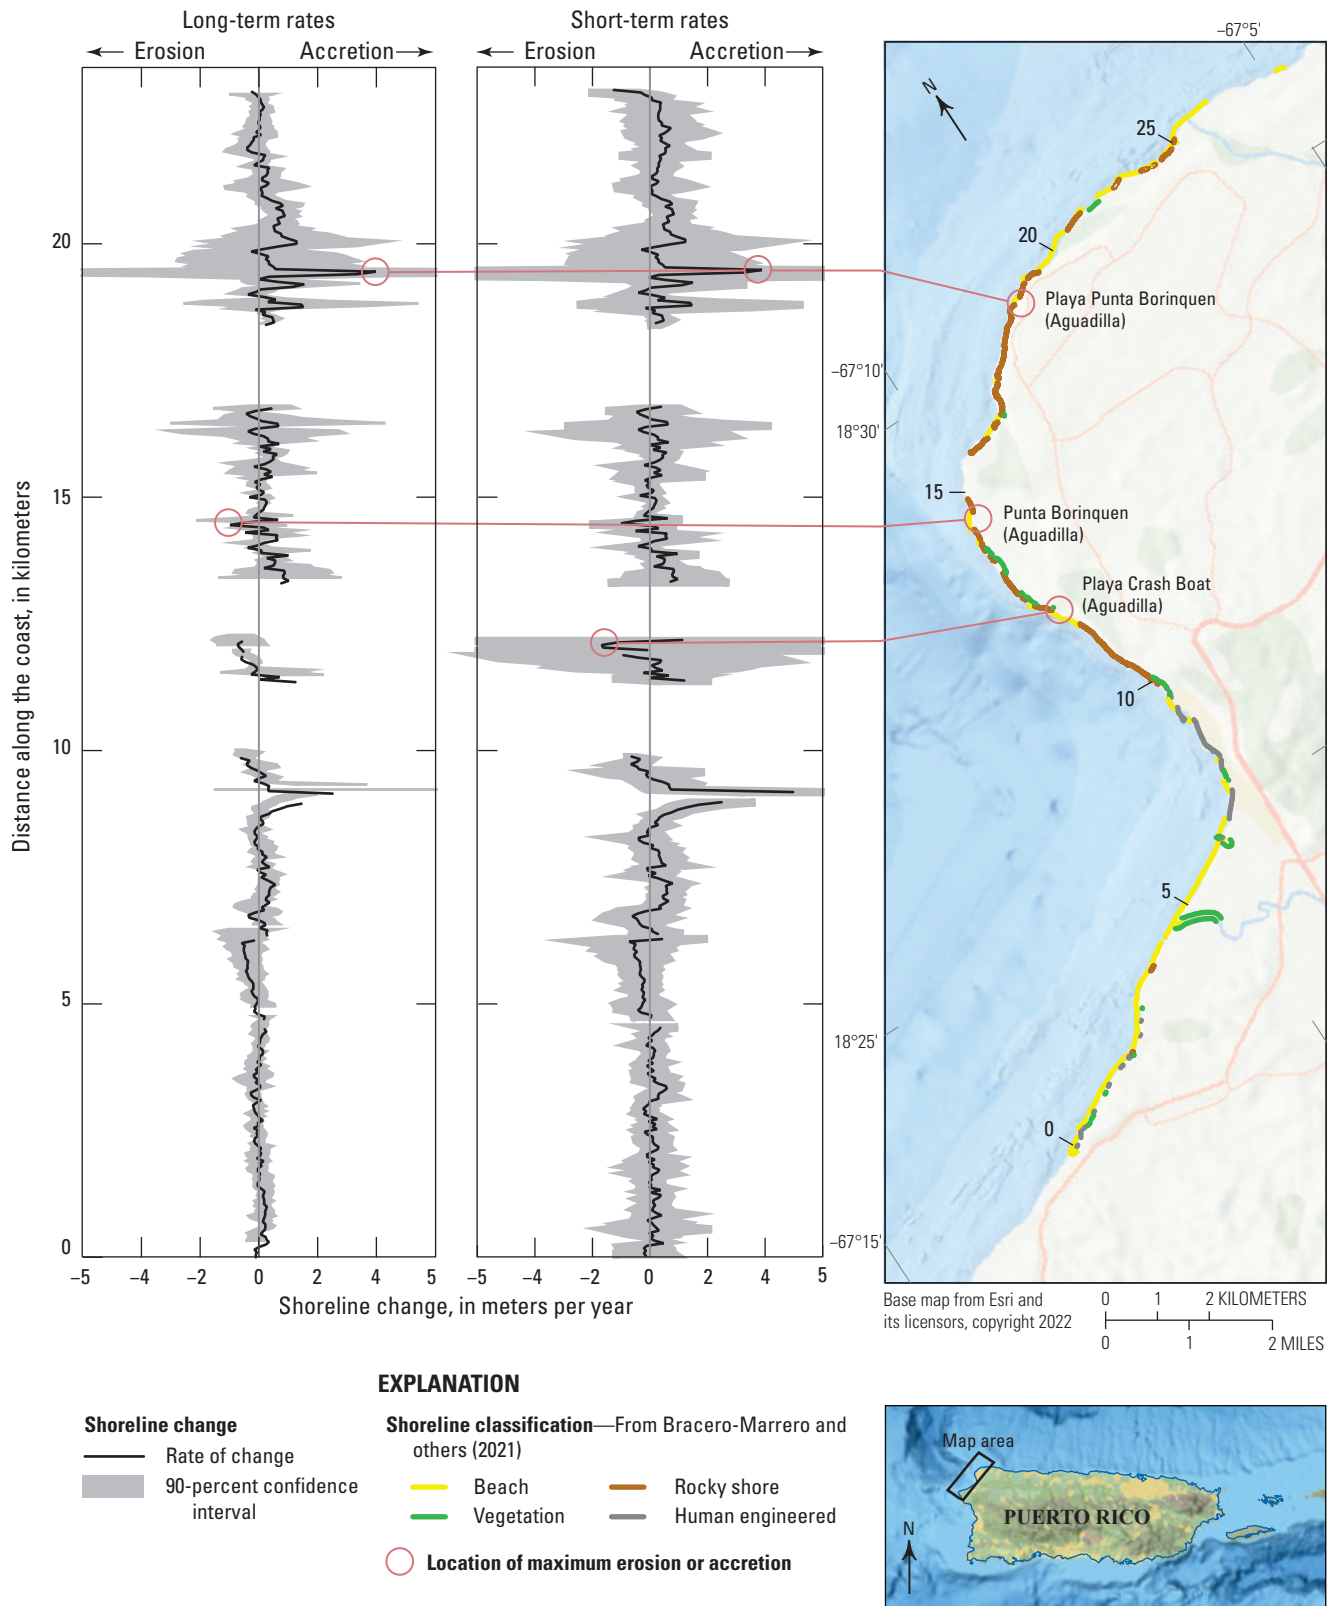 Long-term rates
Erosion
Accretion
Short-term rates
Erosion
Accretion
Distance along the coast, in kilometers
20
15
10
5
0
–5
–4
–2
0
2
4
5
–5
–4
–2
0
2
4
5
Shoreline change, in meters per year
–67°5'
N
25
20
Playa Punta Borinquen
(Aguadilla)
–67°10'
18°30'
15
Punta Borinquen
(Aguadilla)
Playa Crash Boat
(Aguadilla)
10
5
18°25'
0
–67°15'
Base map from Esri and
its licensors, copyright 2022
0 1 2 KILOMETERS
0 1 2 MILES
EXPLANATION
Shoreline change
Rate of change
90-percent confidence
interval
Shoreline classification—From Bracero-Marrero and
others (2021)
Beach
Vegetation
Rocky shore
Human engineered
Location of maximum erosion or accretion
Map area
PUERTO RICO
N